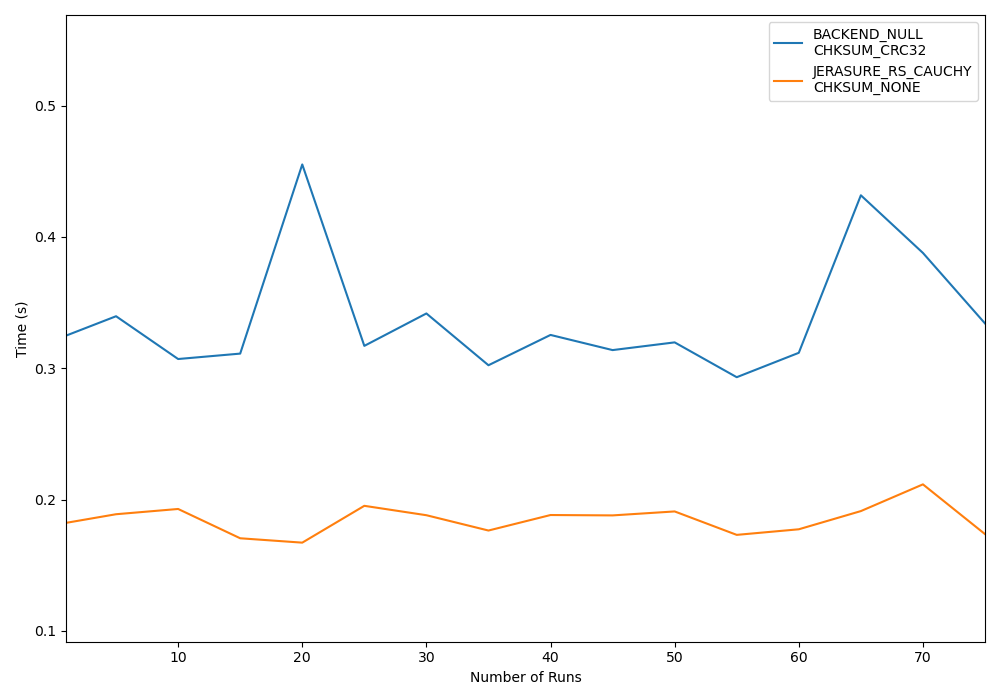 BACKEND_NULL
CHKSUM_CRC32
JERASURE_RS_CAUCHY
CHKSUM_NONE
0.5
0.4
0.3
0.2
0.1
Time (s)
10 20 30 40 50 60 70
Number of Runs